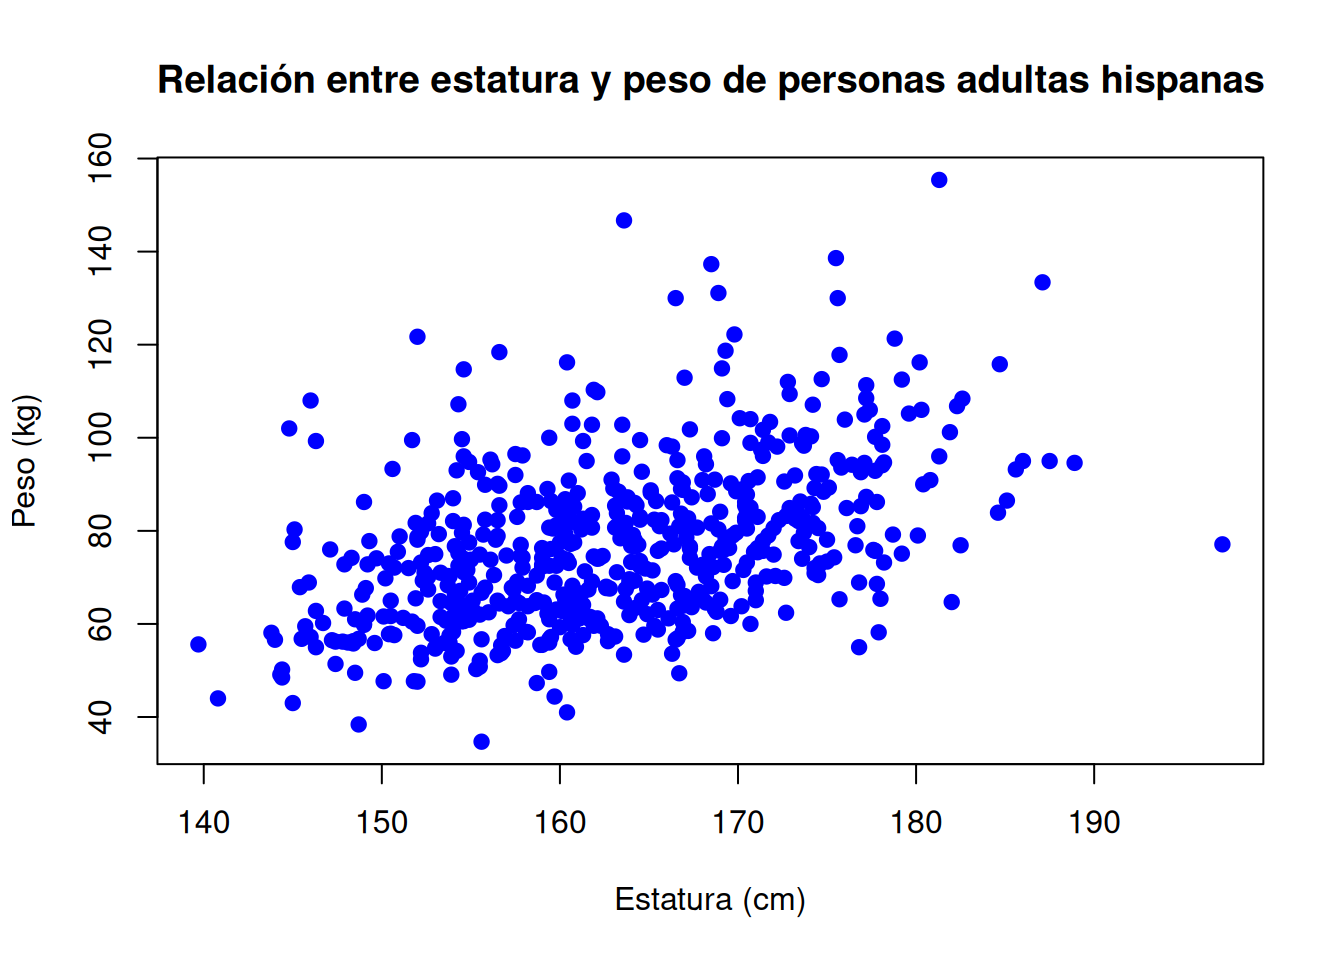 Relación entre estatura y peso de personas adultas hispanas
Peso (kg)
160
140
120
100
80
60
40
140 150 160 170 180 190
Estatura (cm)